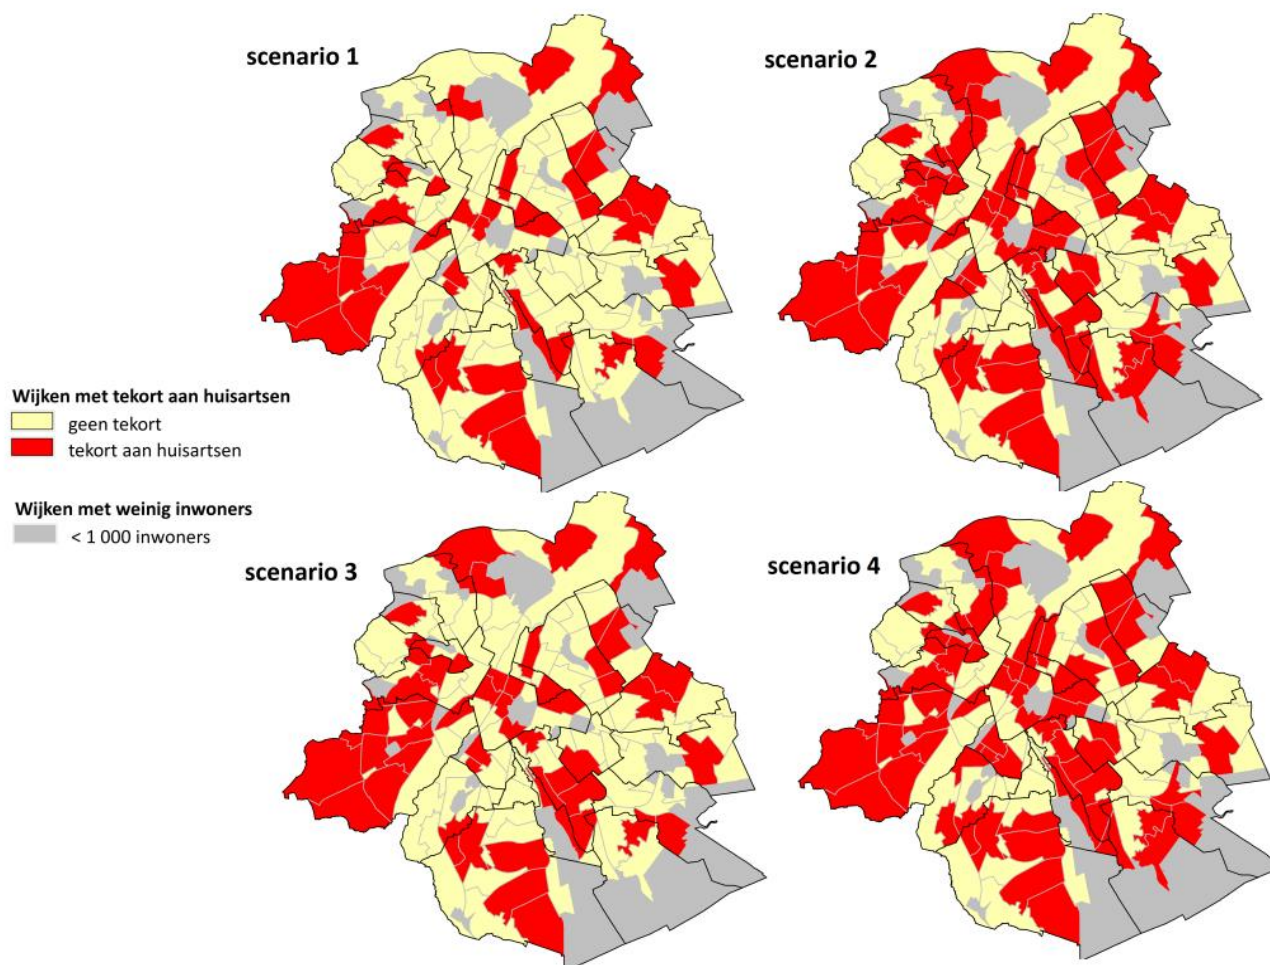 scenario 1
scenario 2
Wijken met tekort aan huisartsen
geen tekort
tekort aan huisartsen
Wijken met weinig inwoners
< 1 000 inwoners
scenario 3
scenario 4